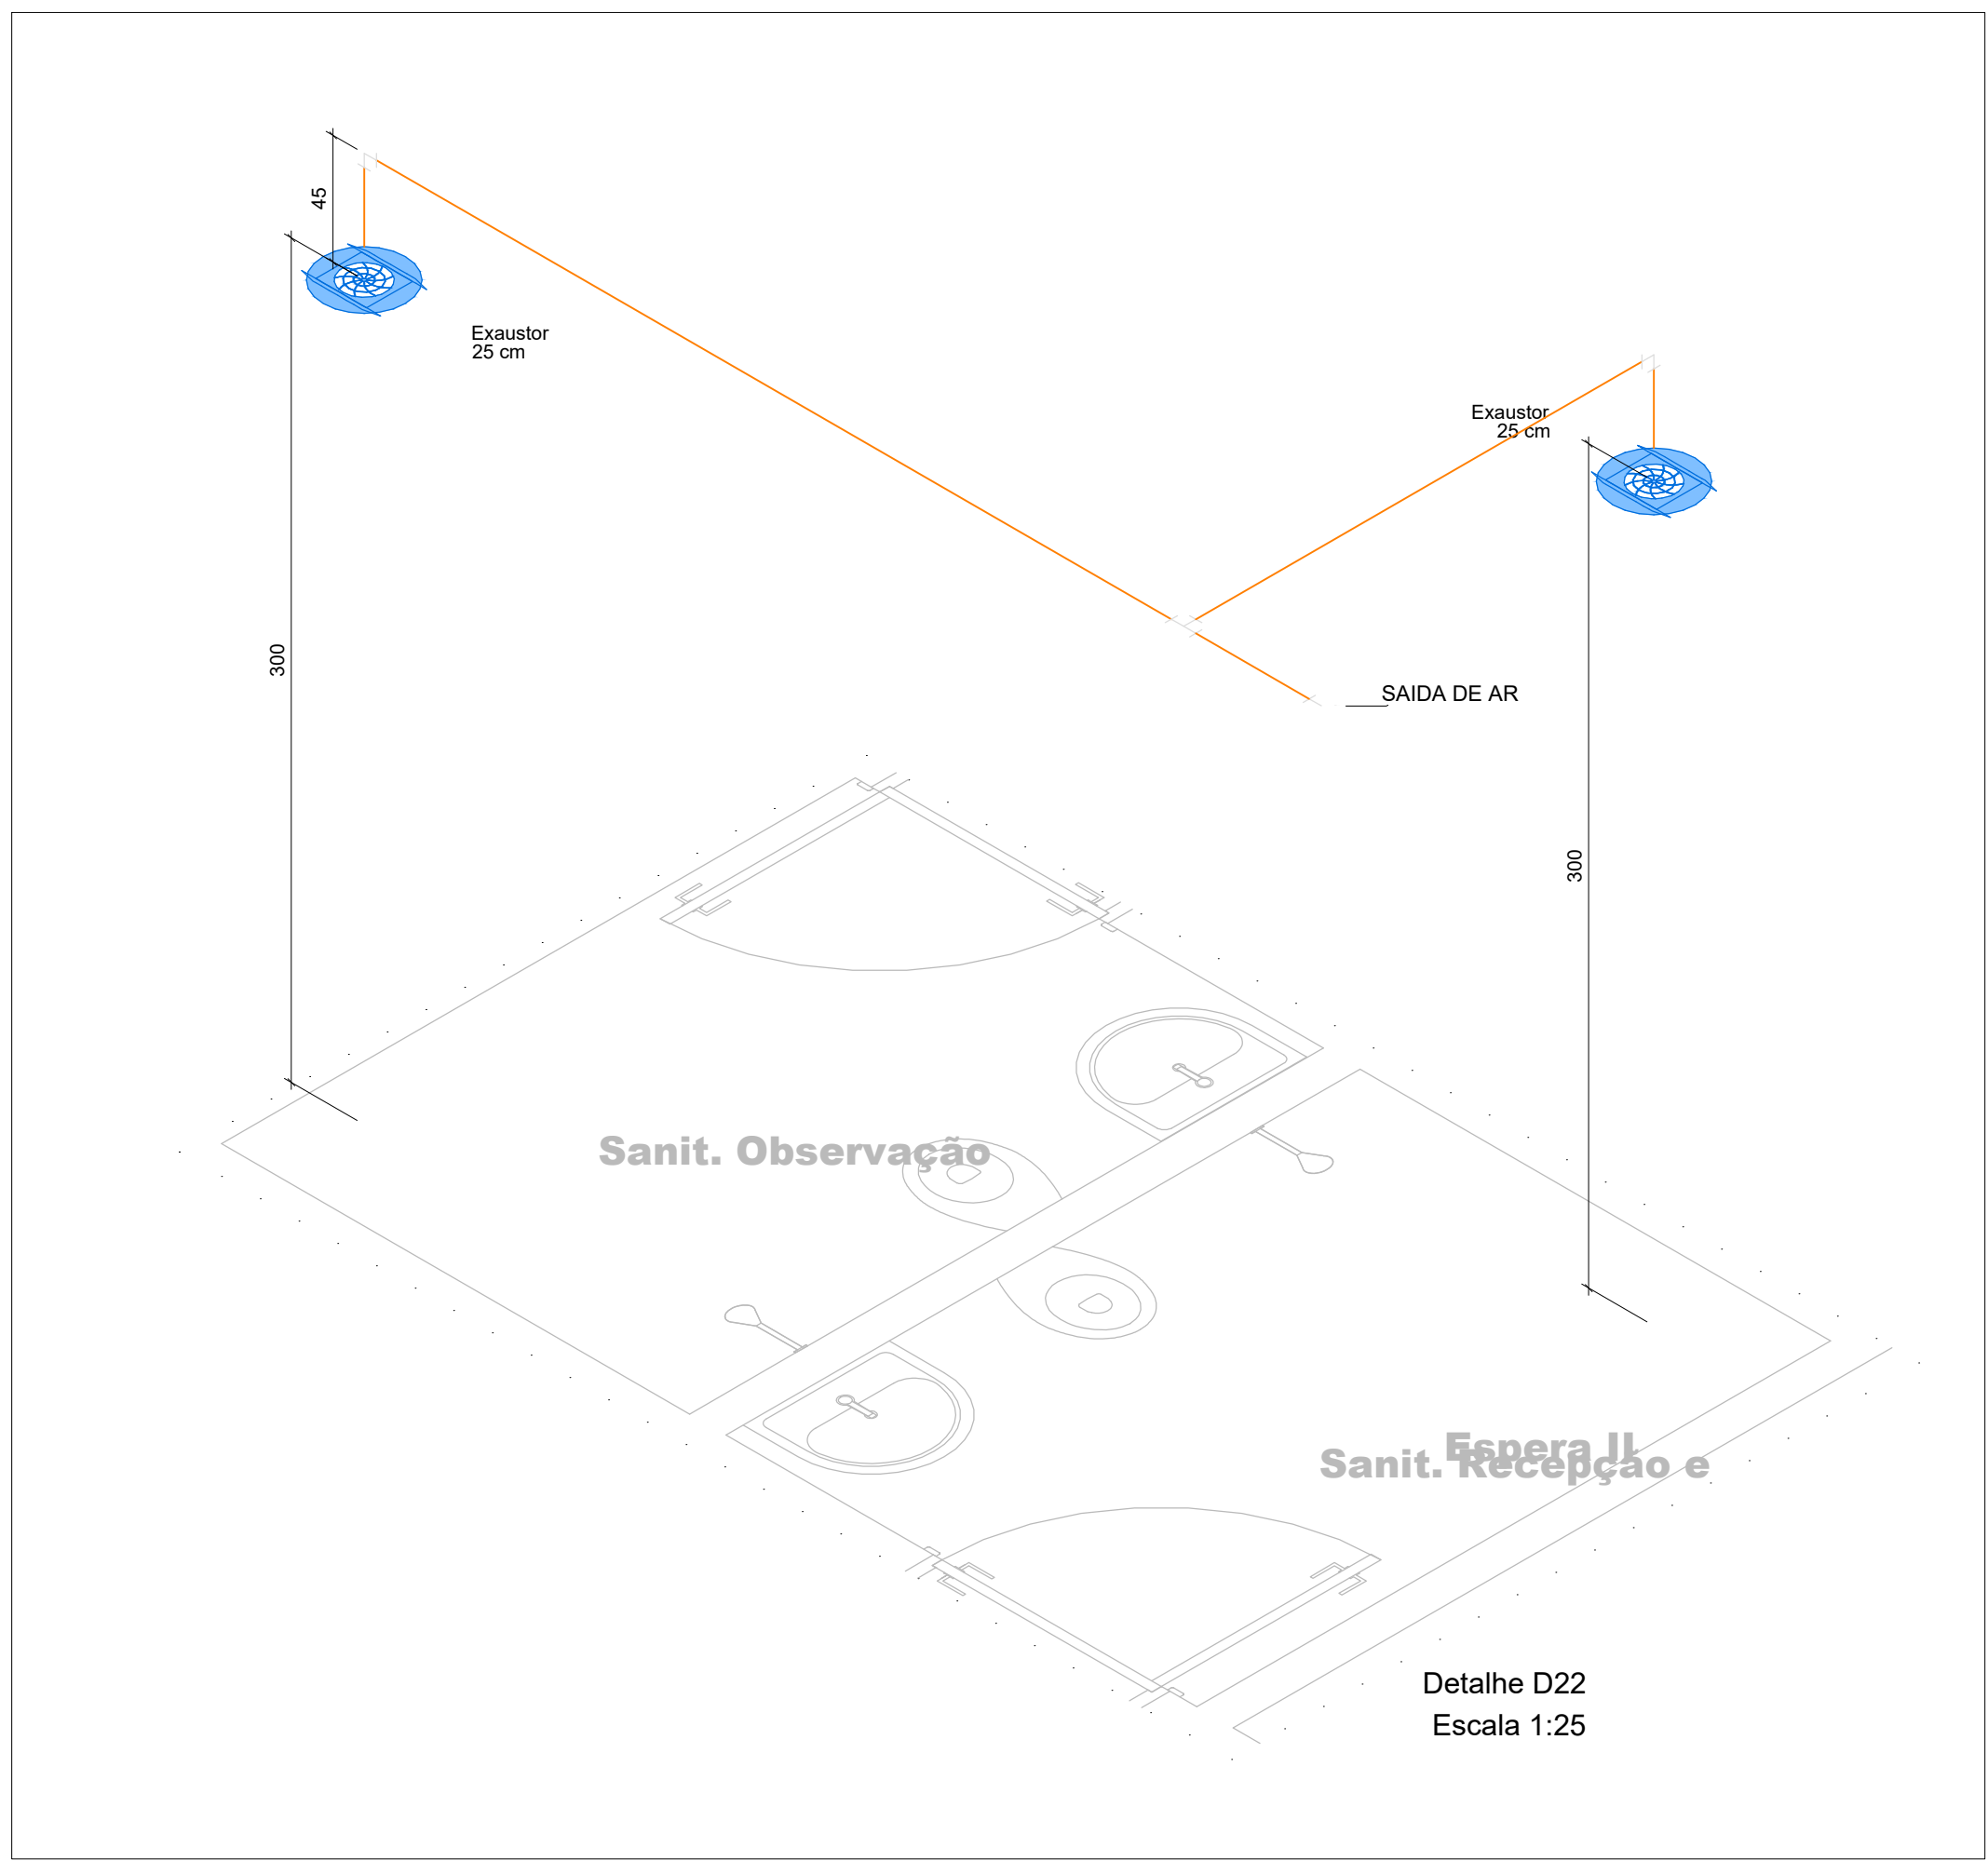 45
Exaustor
25 cm
Exaustor
25 cm
300
SAIDA DE AR
300
Sanit. Observação
Espera II
Sanit. Recepção e
Detalhe D22
Escala 1:25